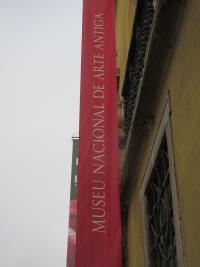 MUSEU NACIONAL DE ARTE ANTIGA